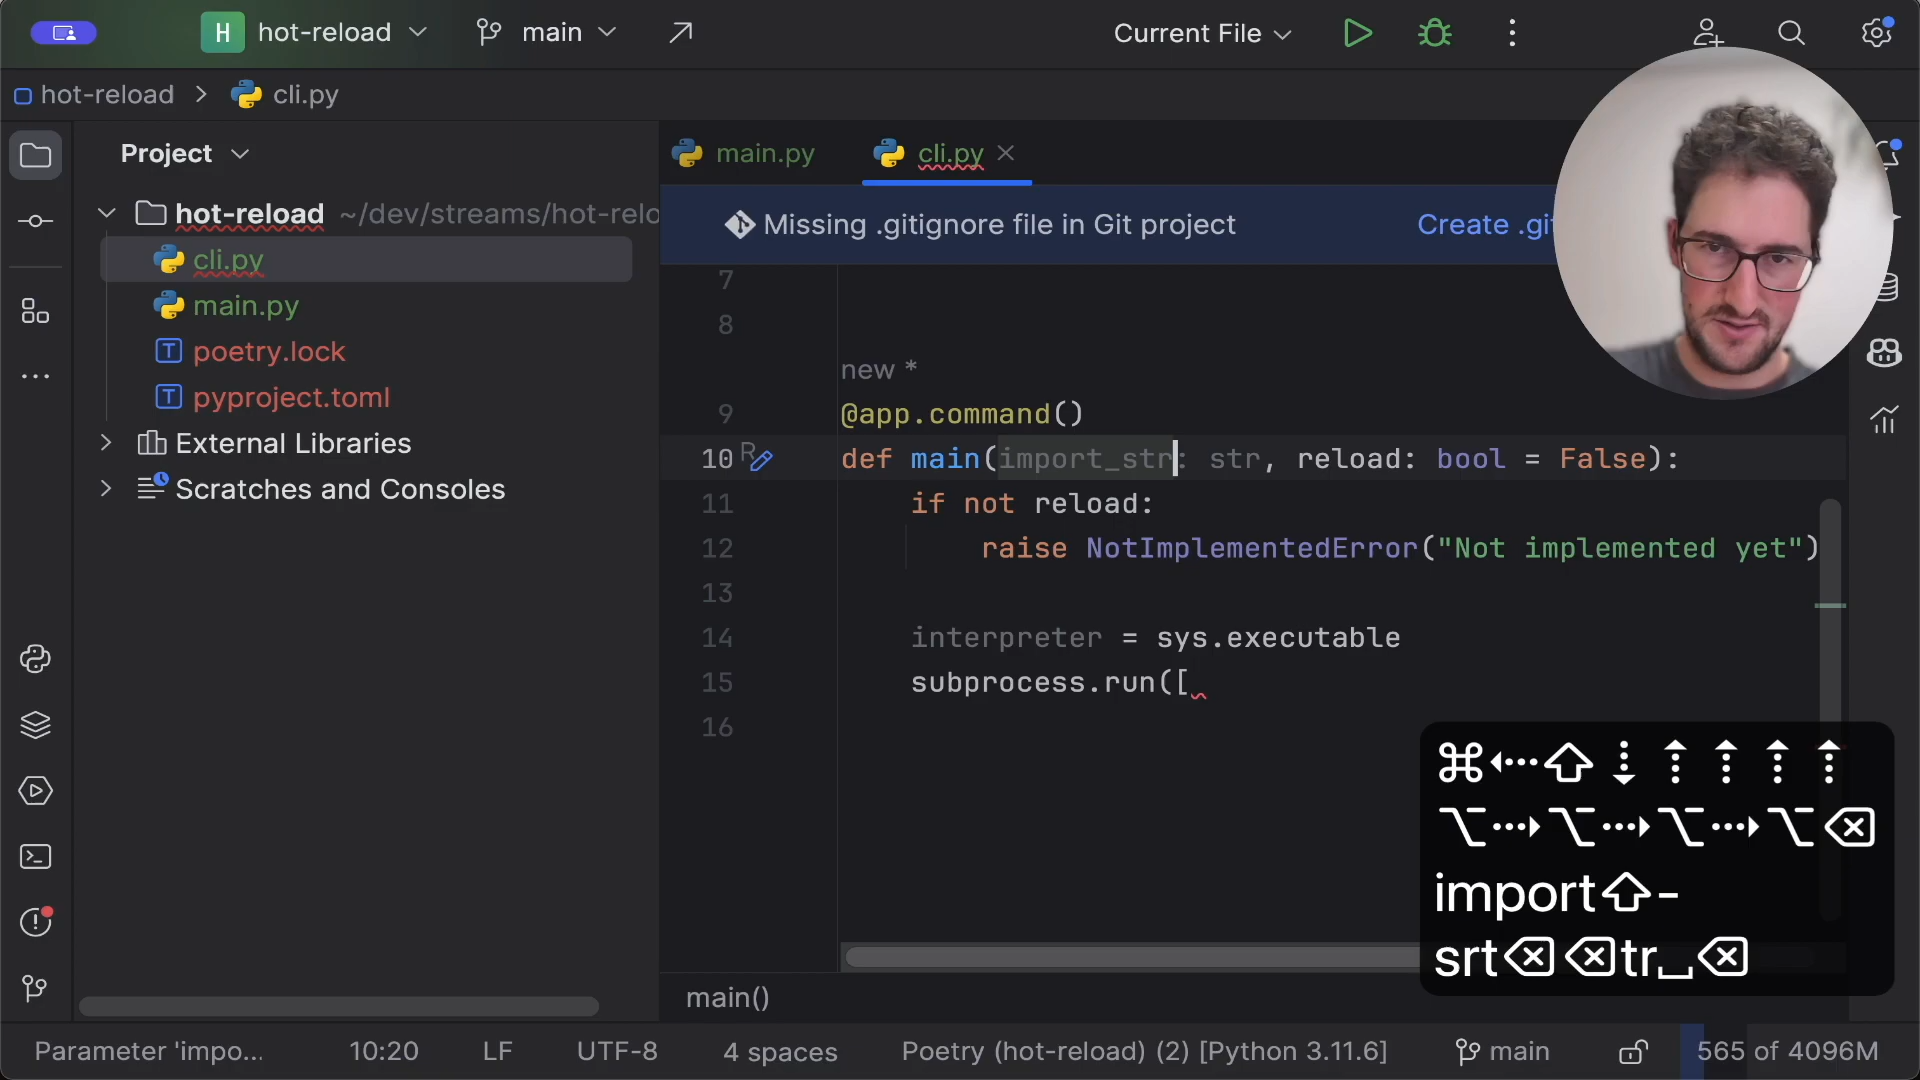 H hot-reload main Current File
hot-reload > cli.py
Project
main.py cli.py
hot-reload ~/dev/streams/hot-relo
Missing .gitignore file in Git project Create .git
cli.py
main.py
poetry.lock
pyproject.toml
External Libraries
Scratches and Consoles
7
8
new *
9 @app.command()
10 def main(import_str: str, reload: bool = False):
11 if not reload:
12 raise NotImplementedError("Not implemented yet")
13
14 interpreter = sys.executable
15 subprocess.run([
16
⌘⇠⇧⇣⇡⇡⇡⇡
⌥⇢⌥⇢⌥⇢⌥⌫
import⇧-
srt⌫⌫tr␣⌫
main()
Parameter 'impo... 10:20 LF UTF-8 4 spaces Poetry (hot-reload) (2) [Python 3.11.6] main 565 of 4096M